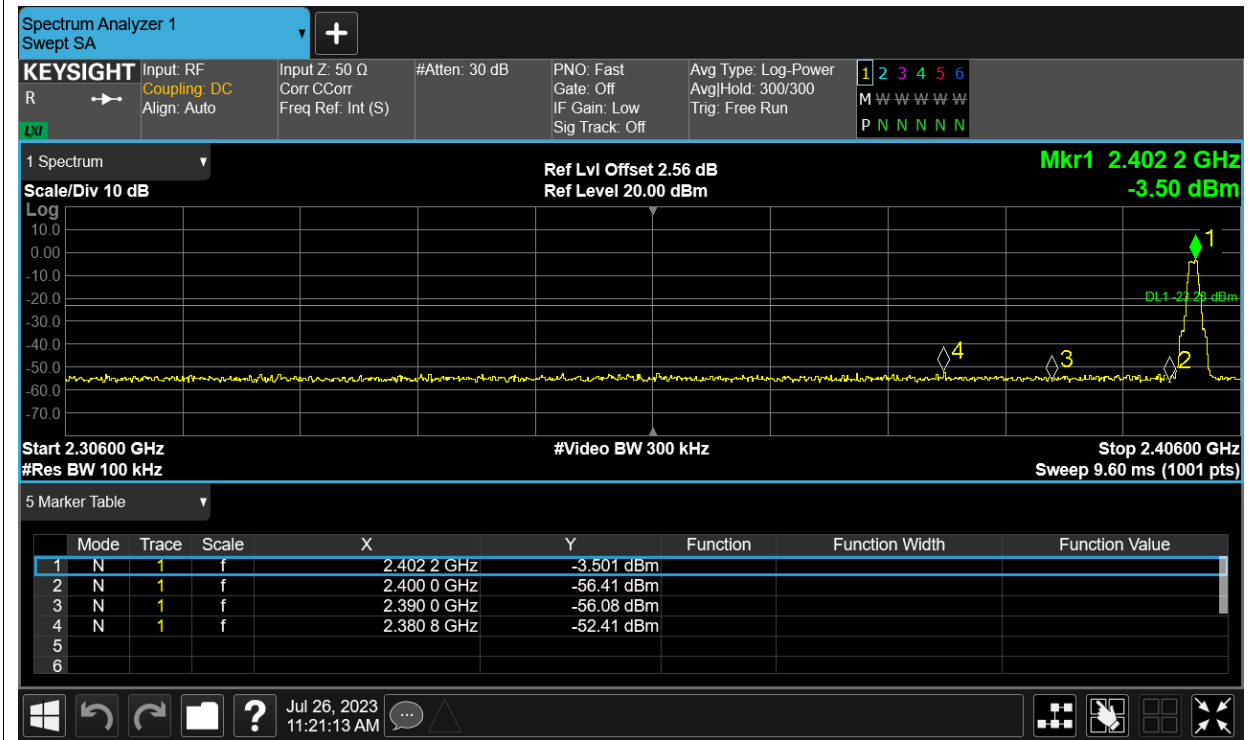 Spectrum Analyzer 1
Swept SA
KEYSIGHT
R
LXI
Input: RF
Coupling: DC
Align: Auto
Input Z: 50 Ω
Corr CCorr
Freq Ref: Int (S)
#Atten: 30 dB
PNO: Fast
Gate: Off
IF Gain: Low
Sig Track: Off
Avg Type: Log-Power
Avg|Hold: 300/300
Trig: Free Run
1 2 3 4 5 6
M W W W W W
P N N N N N
1 Spectrum
Scale/Div 10 dB
Ref Lvl Offset 2.56 dB
Ref Level 20.00 dBm
Mkr1 2.402 2 GHz
-3.50 dBm
Log
10.0
0.00
-10.0
-20.0
-30.0
-40.0
-50.0
-60.0
-70.0
1
DL1 -23.28 dBm
4
3
2
Start 2.30600 GHz
#Res BW 100 kHz
#Video BW 300 kHz
Stop 2.40600 GHz
Sweep 9.60 ms (1001 pts)
5 Marker Table
Mode Trace Scale X Y Function Function Width Function Value
1 N 1 f 2.402 2 GHz -3.501 dBm
2 N 1 f 2.400 0 GHz -56.41 dBm
3 N 1 f 2.390 0 GHz -56.08 dBm
4 N 1 f 2.380 8 GHz -52.41 dBm
5
6
?
Jul 26, 2023
11:21:13 AM